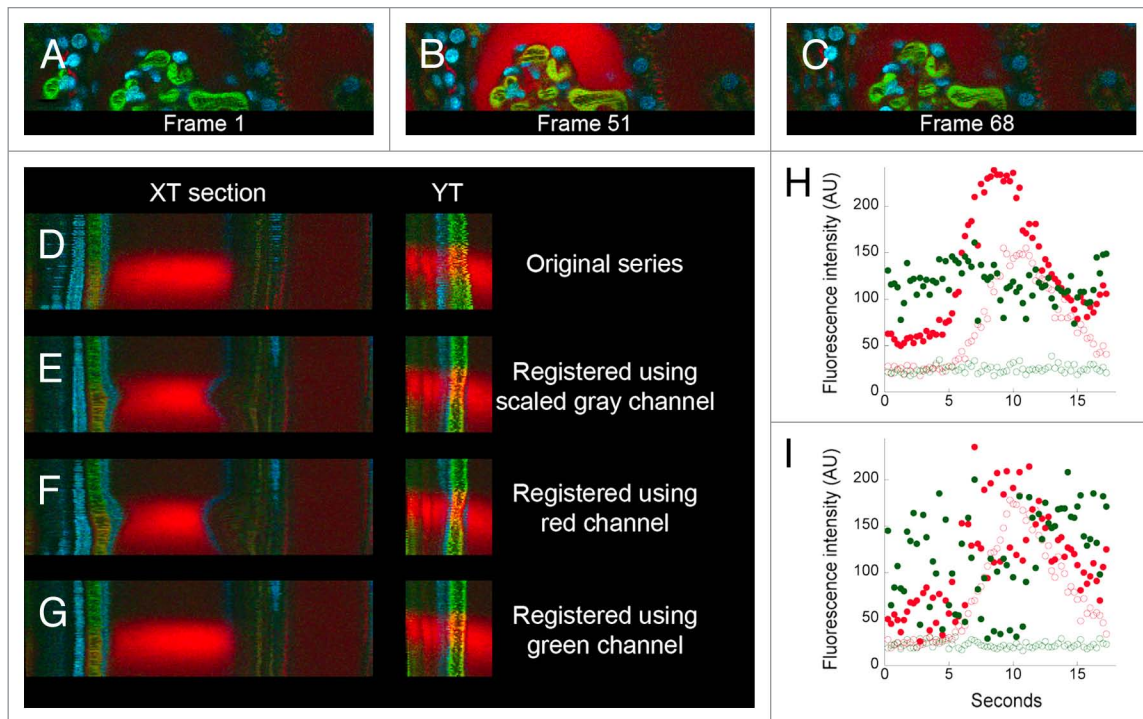 A
Frame 1
B
Frame 51
C
Frame 68
XT section
YT
D
Original series
E
Registered using
scaled gray channel
F
Registered using
red channel
G
Registered using
green channel
H
Fluorescence intensity (AU)
200
150
100
50
0
0
5
10
15
I
Fluorescence intensity (AU)
200
150
100
50
0
0
5
10
15
Seconds